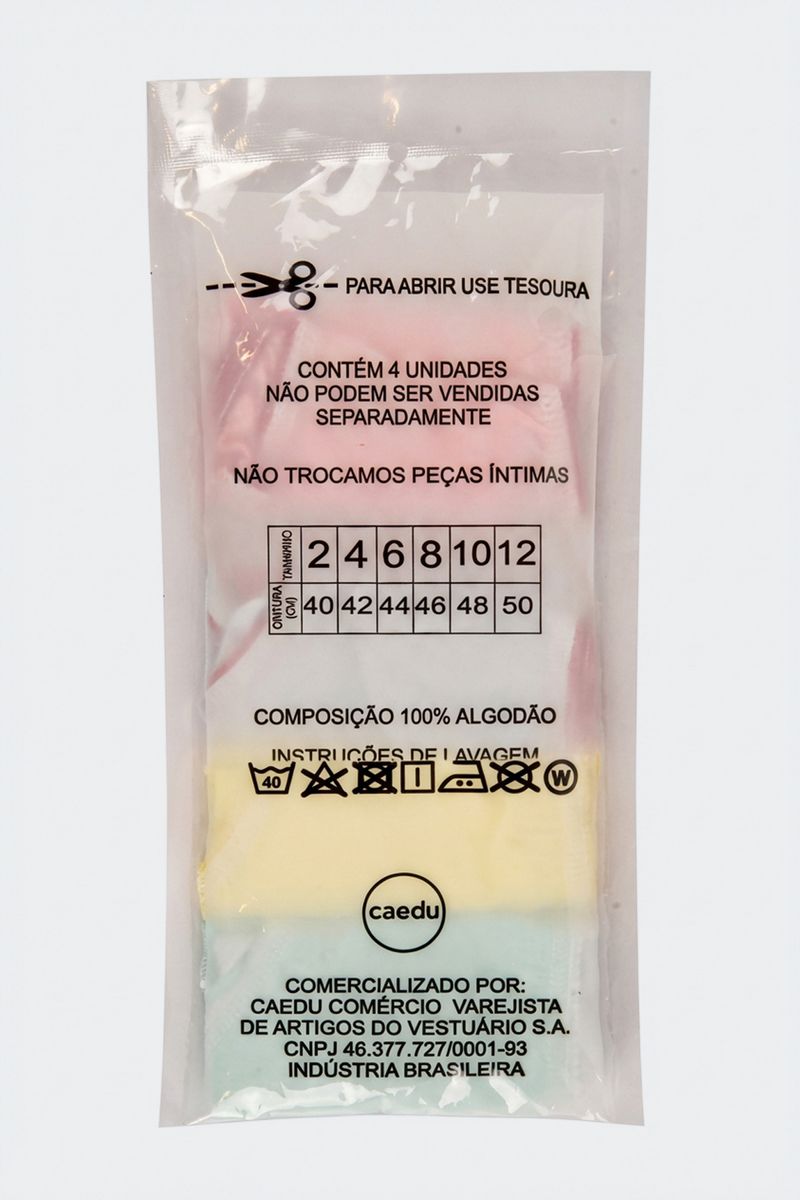 PARA ABRIR USE TESOURA
CONTÉM 4 UNIDADES
NÃO PODEM SER VENDIDAS
SEPARADAMENTE
NÃO TROCAMOS PEÇAS ÍNTIMAS
2 4 6 8 10 12
(CM) 40 42 44 46 48 50
COMPOSIÇÃO 100% ALGODÃO
INSTRUÇÕES DE LAVAGEM
40 W
caedu
COMERCIALIZADO POR:
CAEDU COMÉRCIO VAREJISTA
DE ARTIGOS DO VESTUÁRIO S.A.
CNPJ 46.377.727/0001-93
INDÚSTRIA BRASILEIRA